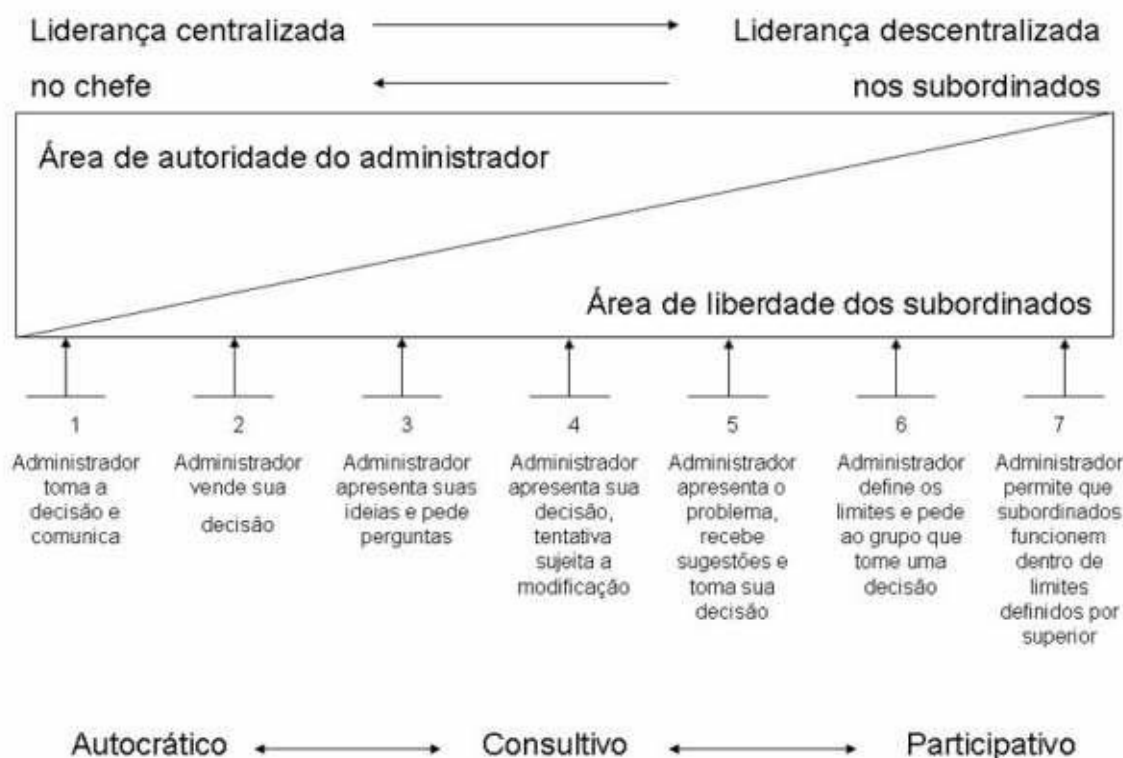 Liderança centralizada
no chefe
Liderança descentralizada
nos subordinados
Área de autoridade do administrador
Área de liberdade dos subordinados
1
Administrador
toma a
decisão e
comunica
2
Administrador
vende sua
decisão
3
Administrador
apresenta suas
ideias e pede
perguntas
4
Administrador
apresenta sua
decisão,
tentativa
sujeita a
modificação
5
Administrador
apresenta o
problema,
recebe
sugestões e
toma sua
decisão
6
Administrador
define os
limites e pede
ao grupo que
tome uma
decisão
7
Administrador
permite que
subordinados
funcionem
dentro de
limites
definidos por
superior
Autocrático
Consultivo
Participativo